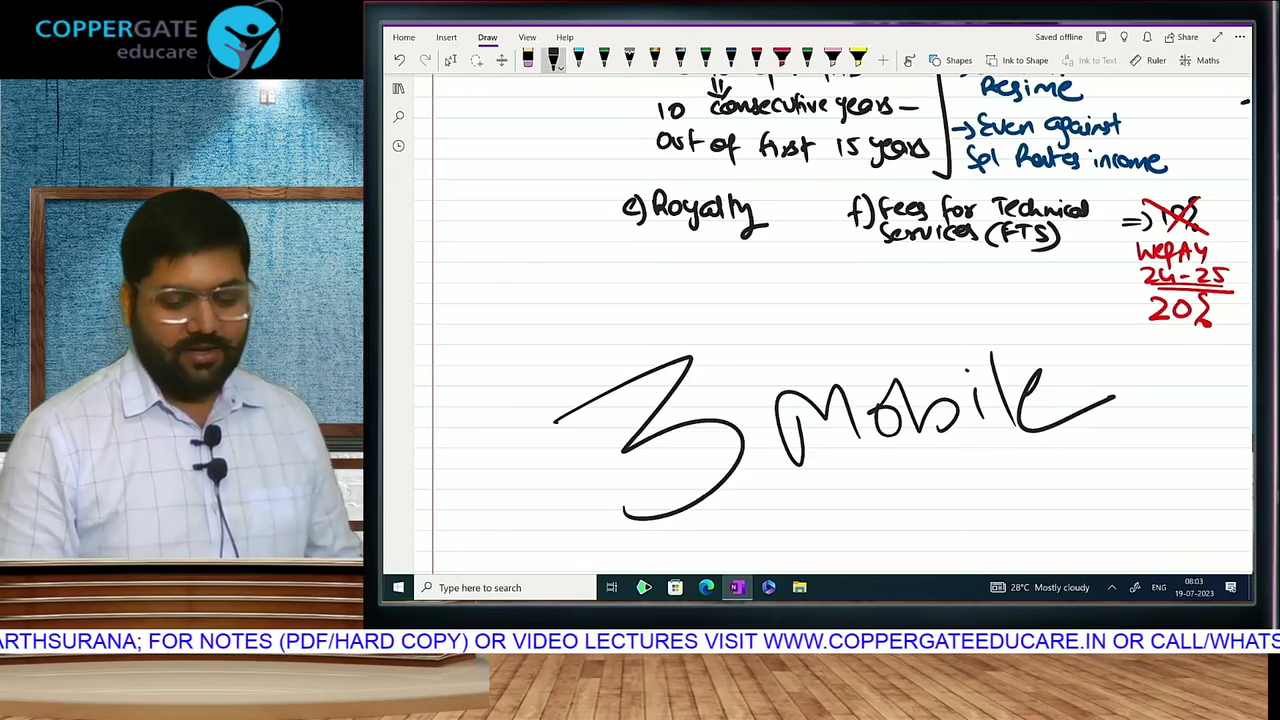 COPPERGATE
educare
Home Insert Draw View Help
Saved offline
Share
Shapes
Ink to Shape
Ink to Text
Ruler
Maths
10 consecutive years –
out of first 15 years
Regime
→ Even against
Spl Rates income
e) Royalty
f) Fees for Technical
Services (FTS)
=> 10%
Wef AY
24-25
20%
3 Mobile
Type here to search
28°C Mostly cloudy
ENG
08:03
19-07-2023
ARTHSURANA; FOR NOTES (PDF/HARD COPY) OR VIDEO LECTURES VISIT WWW.COPPERGATEEDUCARE.IN OR CALL/WHATS